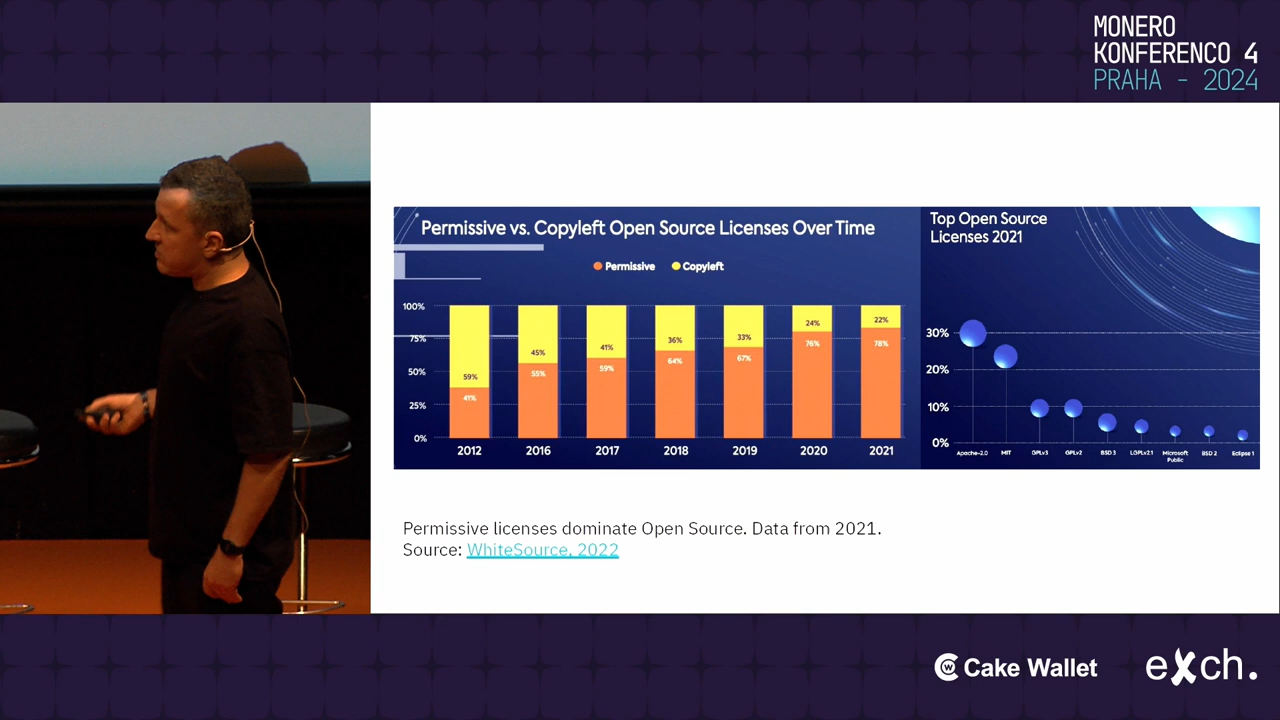 MONERO
KONFERENCO 4
PRAHA - 2024
Permissive vs. Copyleft Open Source Licenses Over Time
Permissive
Copyleft
100%
75%
50%
25%
0%
59%
41%
45%
55%
41%
59%
36%
64%
33%
67%
24%
76%
22%
78%
2012
2016
2017
2018
2019
2020
2021
Top Open Source
Licenses 2021
30%
20%
10%
0%
Apache-2.0
MIT
GPLv3
GPLv2
BSD 3
LGPLv2.1
Microsoft
Public
BSD 2
Eclipse 1
Permissive licenses dominate Open Source. Data from 2021.
Source: WhiteSource, 2022
Cake Wallet
eXch.